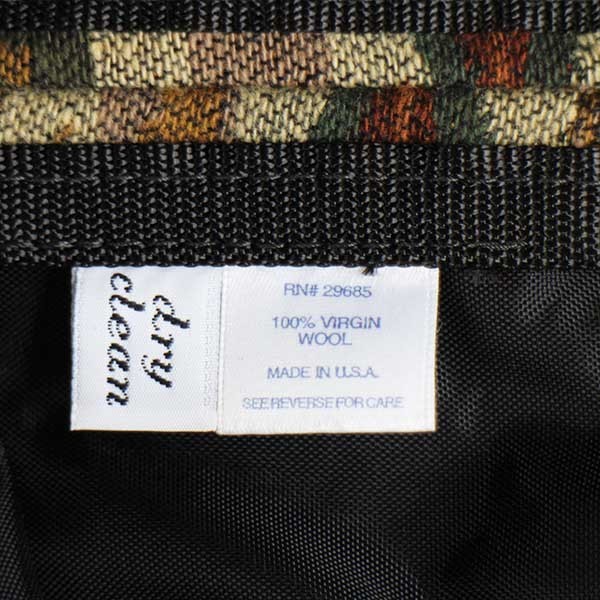 dry
clean
RN# 29685
100% VIRGIN
WOOL
MADE IN U.S.A.
SEE REVERSE FOR CARE